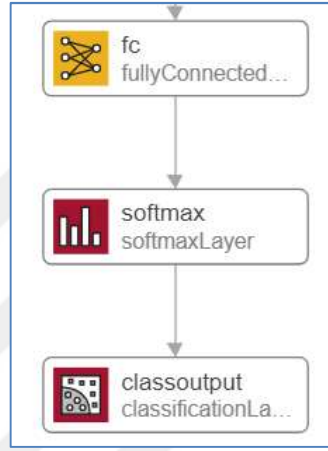 fc
fullyConnected...
softmax
softmaxLayer
classoutput
classificationLa...